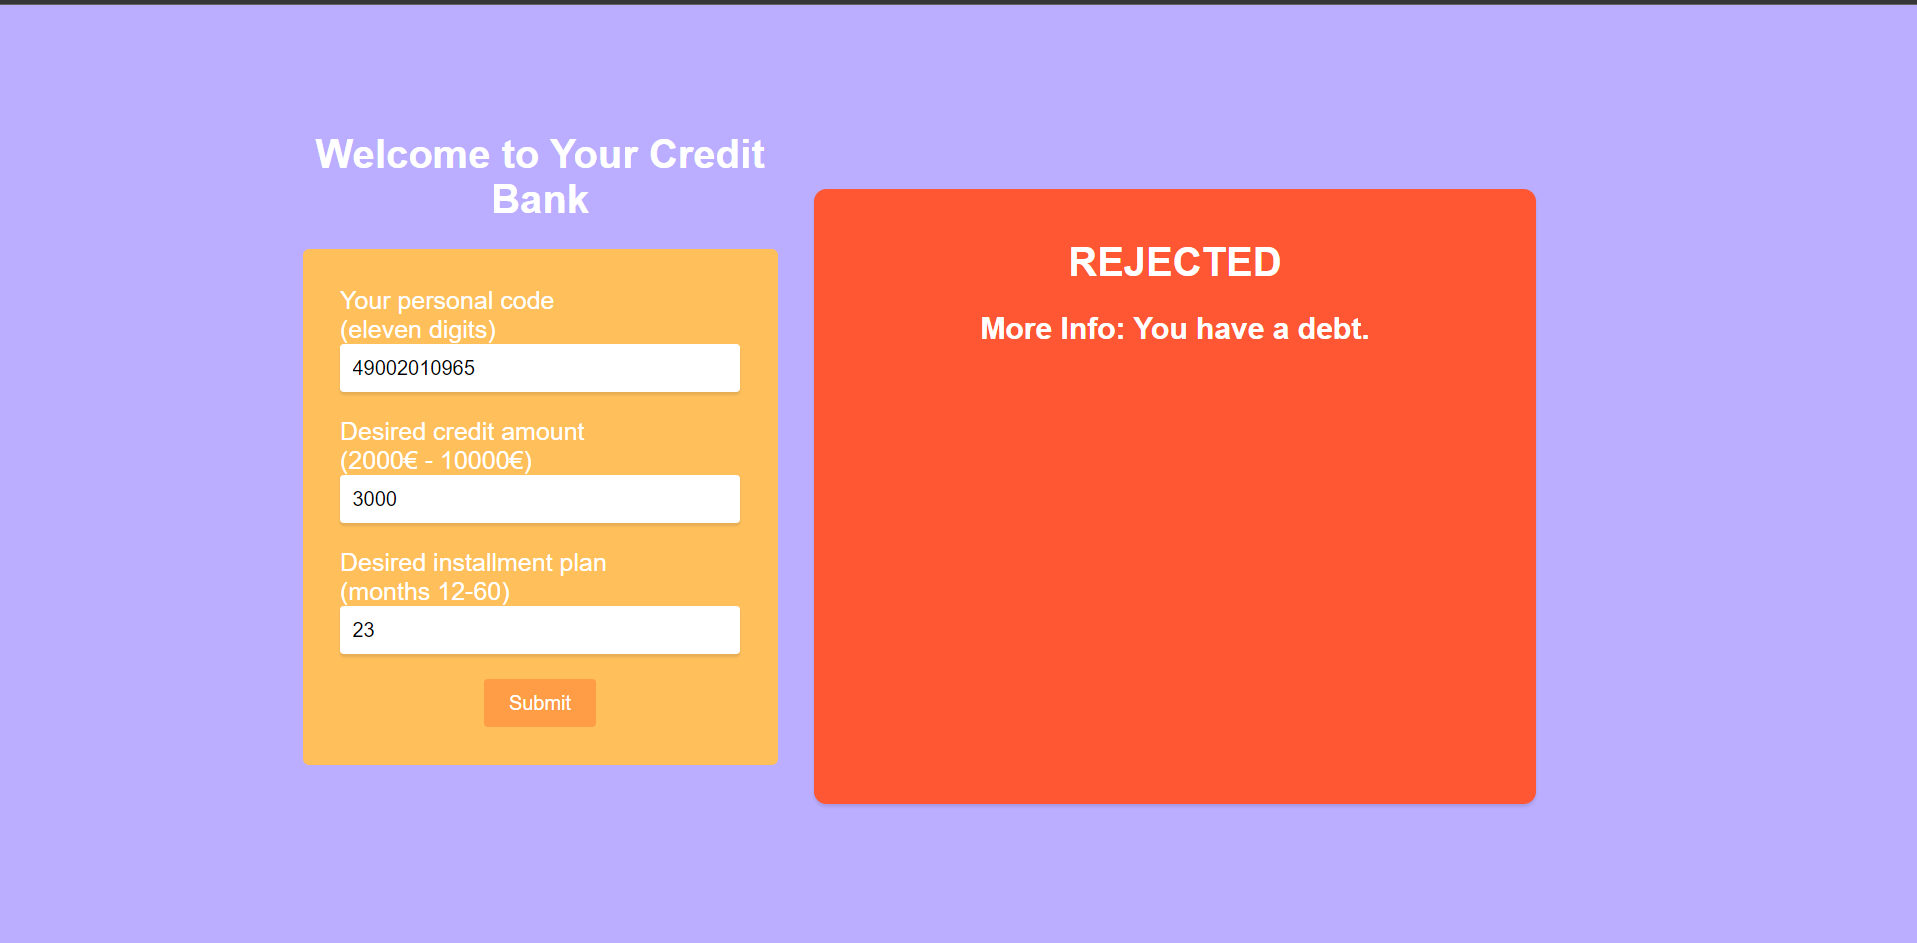 Welcome to Your Credit
Bank
Your personal code
(eleven digits)
49002010965
Desired credit amount
(2000€ - 10000€)
3000
Desired installment plan
(months 12-60)
23
Submit
REJECTED
More Info: You have a debt.